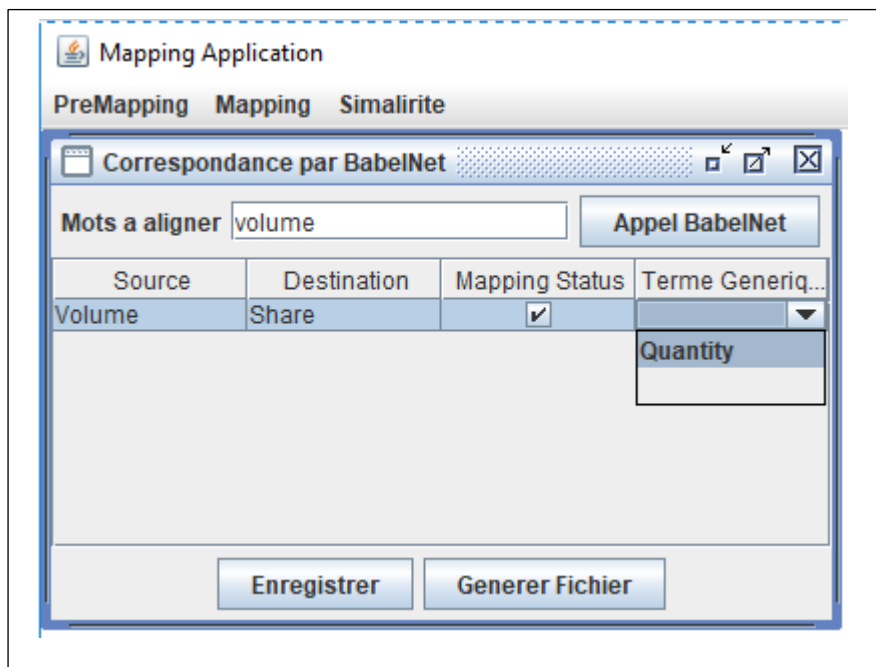 Mapping Application
PreMapping Mapping Simalirite
Correspondance par BabelNet
Mots a aligner volume Appel BabelNet
Source Destination Mapping Status Terme Generiq...
Volume Share
Quantity
Enregistrer Generer Fichier